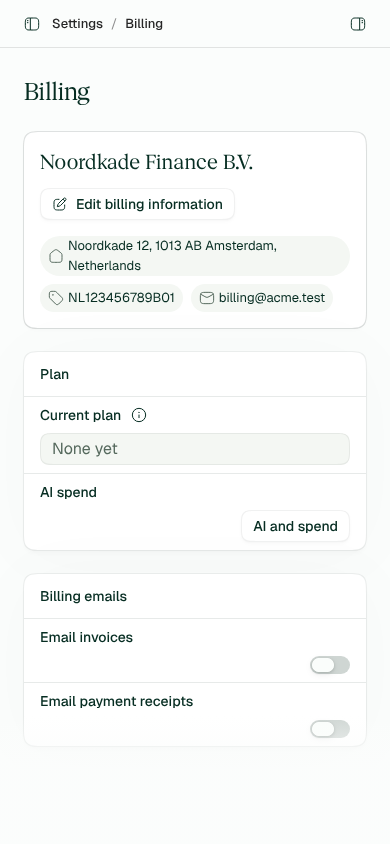 Settings / Billing
Billing
Noordkade Finance B.V.
Edit billing information
Noordkade 12, 1013 AB Amsterdam,
Netherlands
NL123456789B01 billing@acme.test
Plan
Current plan
None yet
AI spend
AI and spend
Billing emails
Email invoices
Email payment receipts